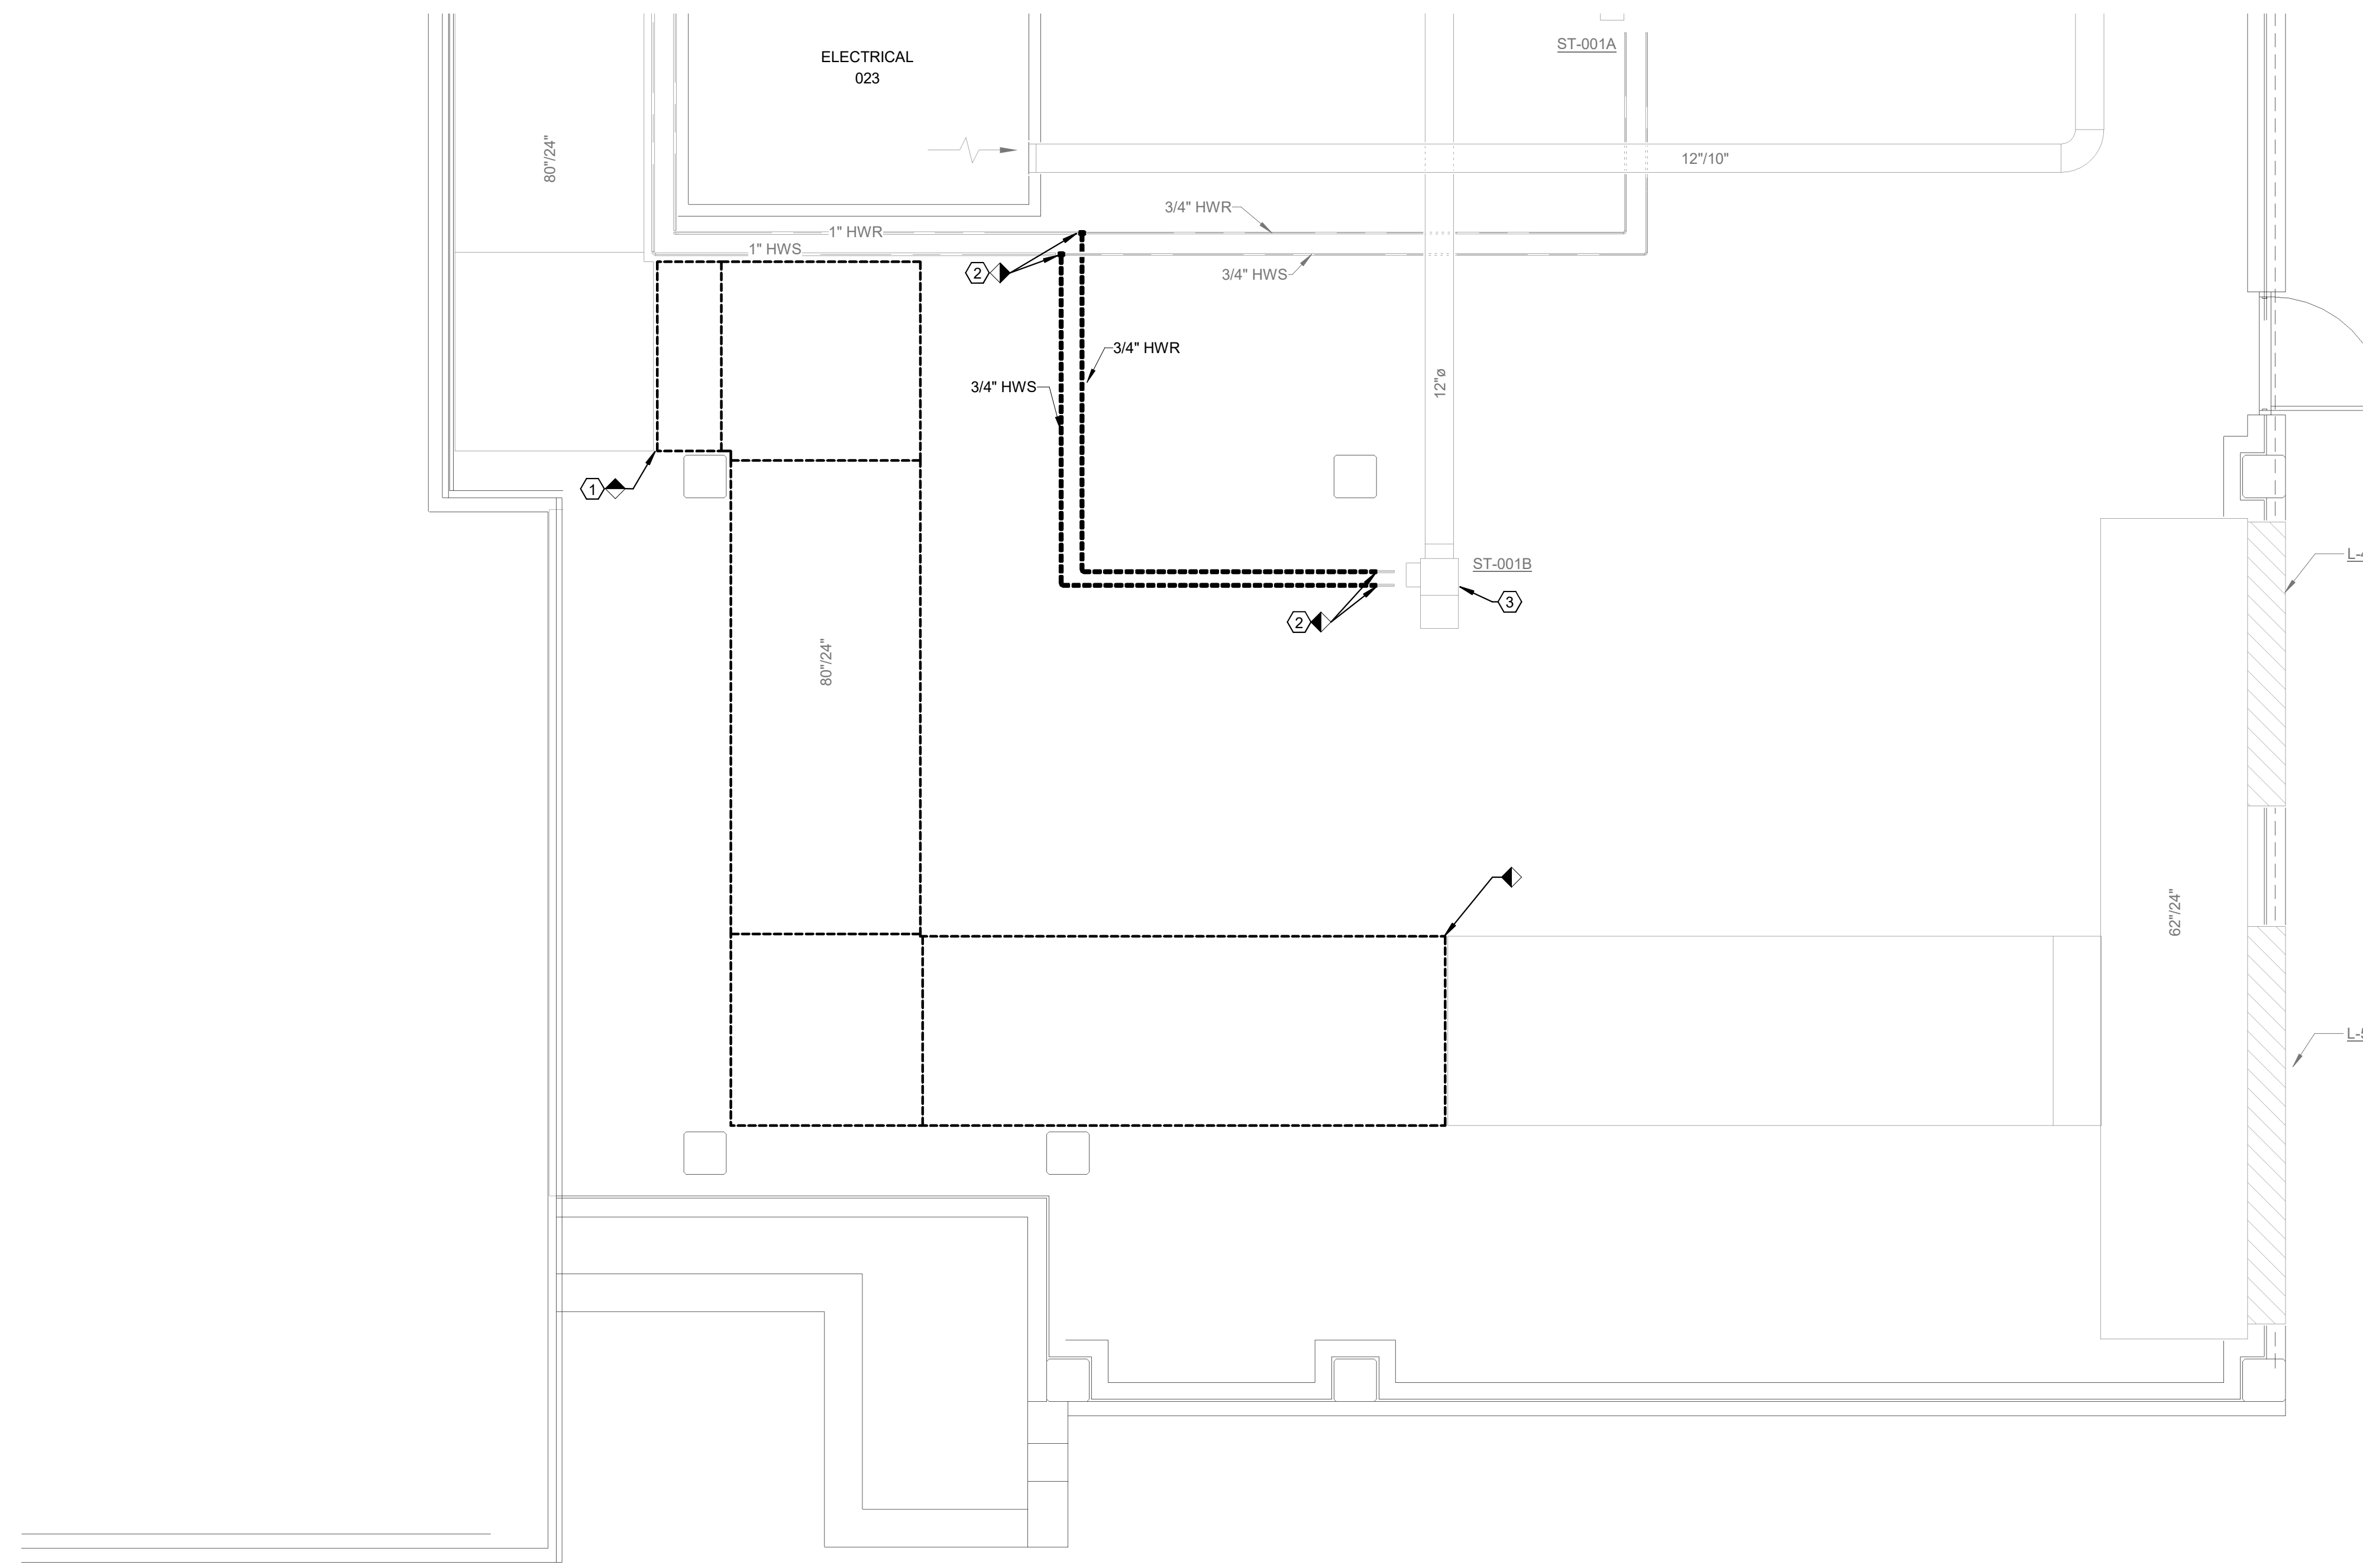 ST-001A
ELECTRICAL
023
80"/24"
12"/10"
3/4" HWR
1" HWR
1" HWS
2
3/4" HWS
3/4" HWR
3/4" HWS
12"ø
1
ST-001B
L-
3
2
80"/24"
62"/24"
L-